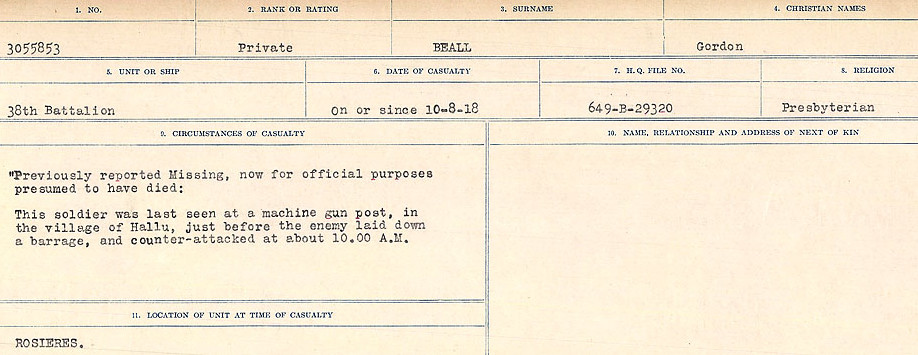 1. NO. 2. RANK OR RATING 3. SURNAME 4. CHRISTIAN NAMES
3055853 Private BEALL Gordon
5. UNIT OR SHIP 6. DATE OF CASUALTY 7. H. Q. FILE NO. 8. RELIGION
38th Battalion On or since 10-8-18 649-B-29320 Presbyterian
9. CIRCUMSTANCES OF CASUALTY
"Previously reported Missing, now for official purposes
presumed to have died:
This soldier was last seen at a machine gun post, in
the village of Hallu, just before the enemy laid down
a barrage, and counter-attacked at about 10.00 A.M.
10. NAME, RELATIONSHIP AND ADDRESS OF NEXT OF KIN
11. LOCATION OF UNIT AT TIME OF CASUALTY
ROSIERES.